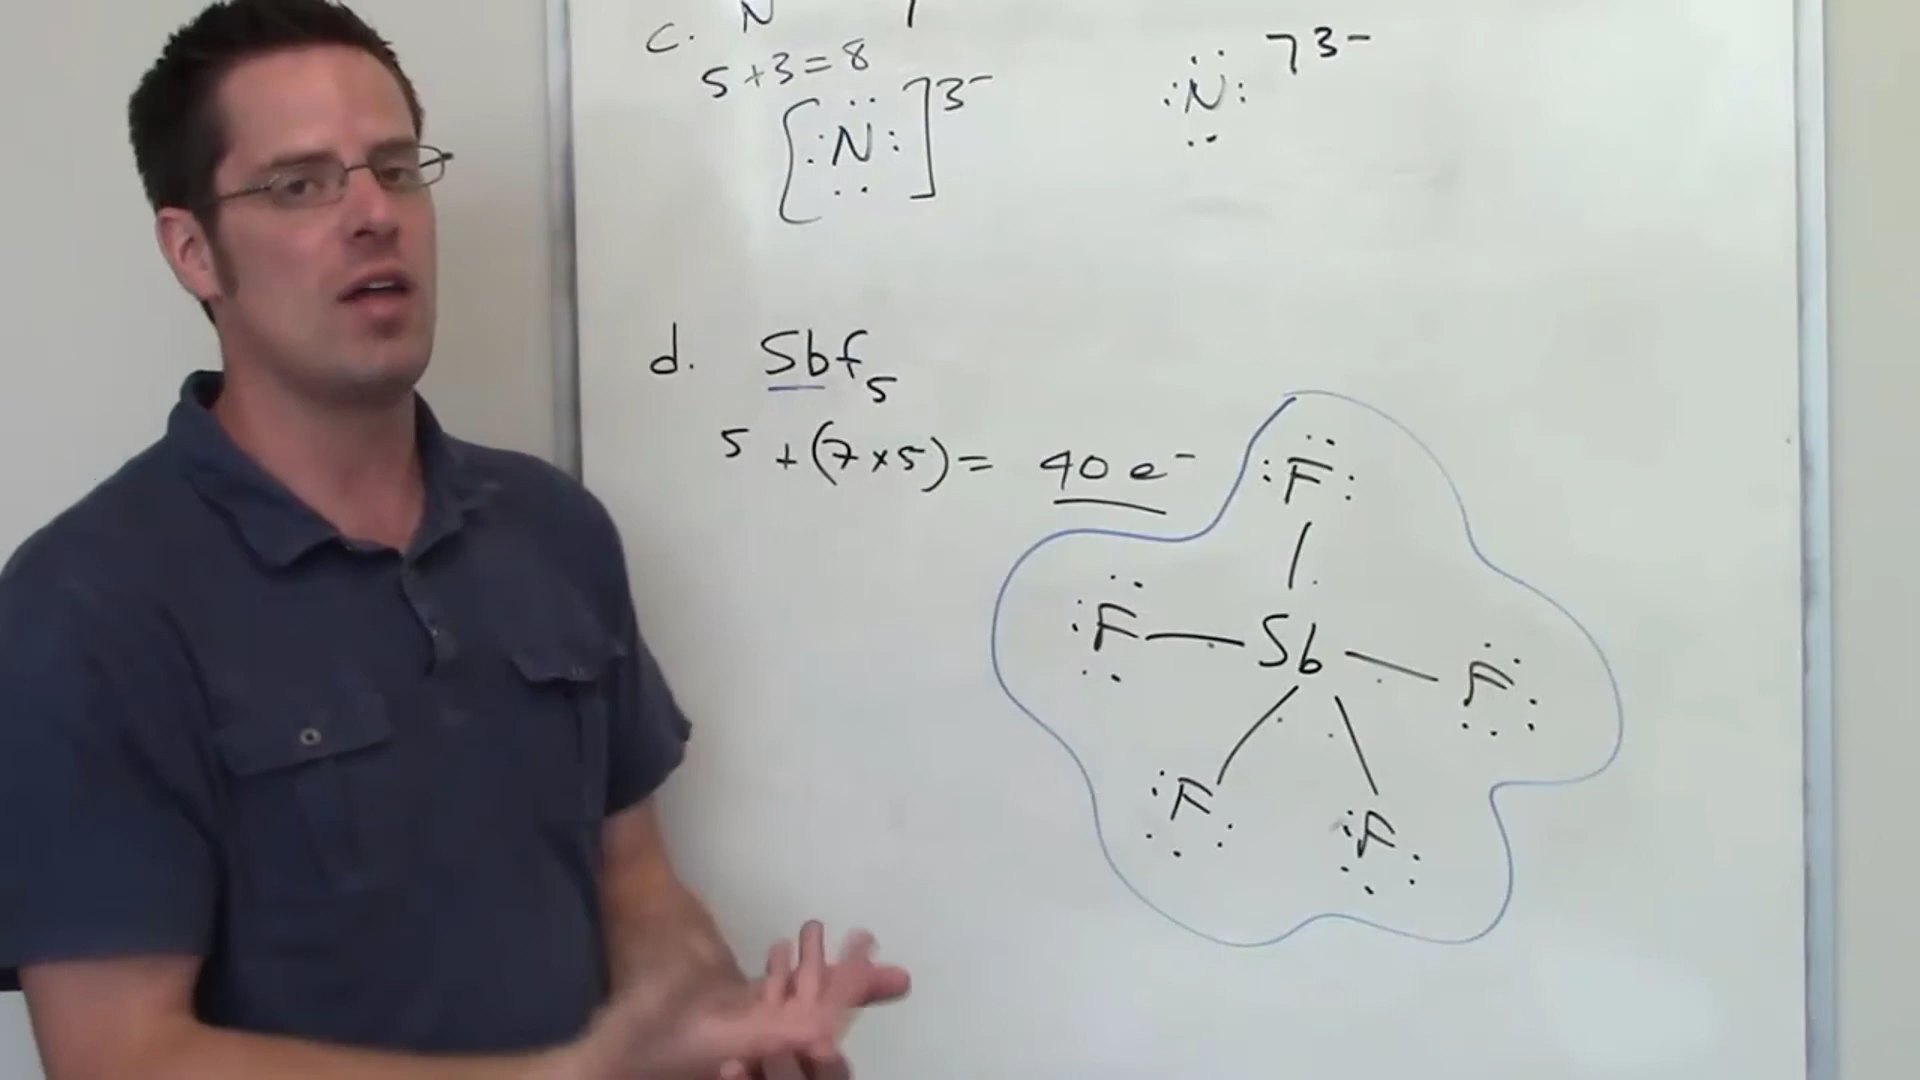 c. N
5+3=8
[:N:]3-
:N: ]3-
d. Sbf5
5 + (7×5) = 40 e-
:F:
:F — Sb — F:
:F :F